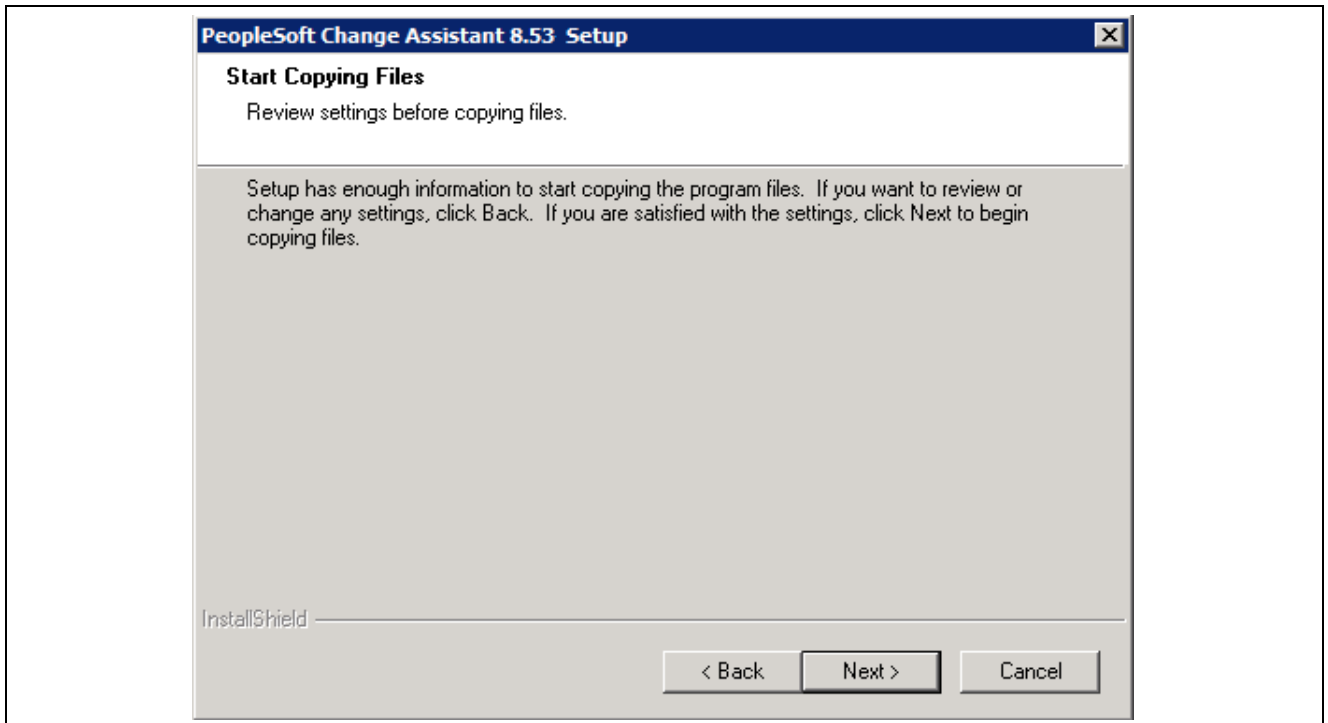 PeopleSoft Change Assistant 8.53 Setup
Start Copying Files
Review settings before copying files.
Setup has enough information to start copying the program files. If you want to review or
change any settings, click Back. If you are satisfied with the settings, click Next to begin
copying files.
InstallShield
< Back Next > Cancel